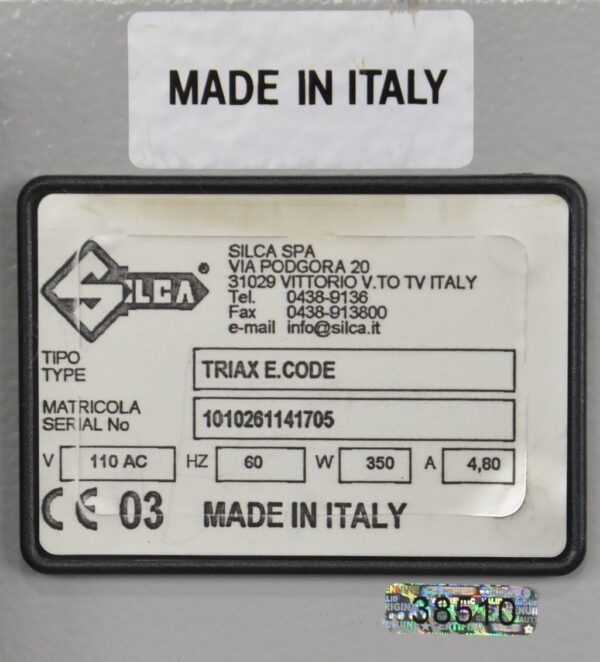 MADE IN ITALY
SILCA®
SILCA SPA
VIA PODGORA 20
31029 VITTORIO V.TO TV ITALY
Tel. 0438-9136
Fax 0438-913800
e-mail info@silca.it
TIPO
TYPE TRIAX E.CODE
MATRICOLA
SERIAL No 1010261141705
V 110 AC HZ 60 W 350 A 4,80
CE 03 MADE IN ITALY
38510